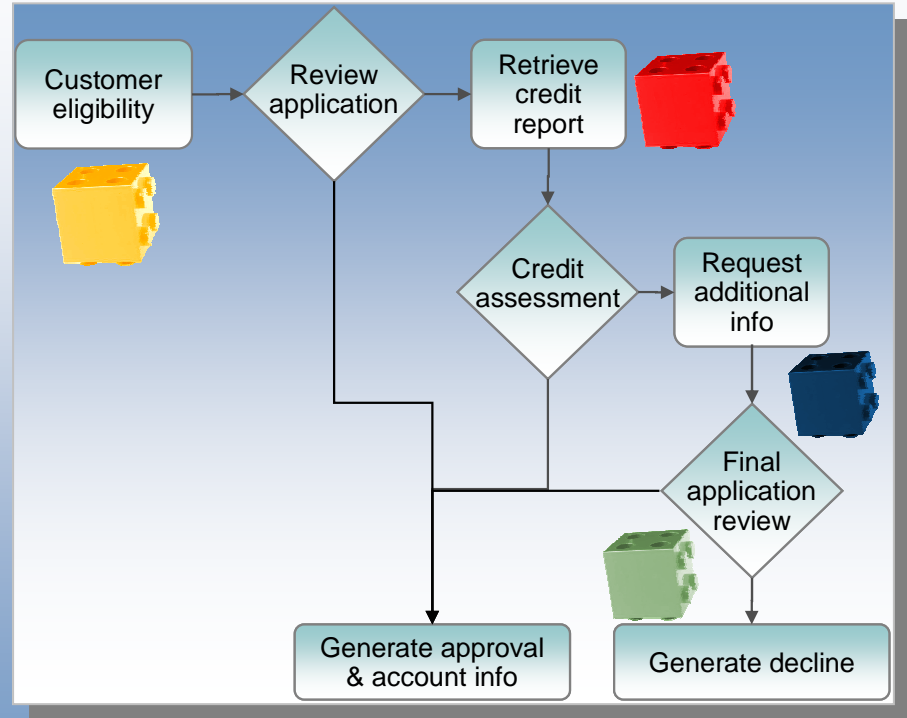 Customer
eligibility
Review
application
Retrieve
credit
report
Credit
assessment
Request
additional
info
Final
application
review
Generate approval
& account info
Generate decline